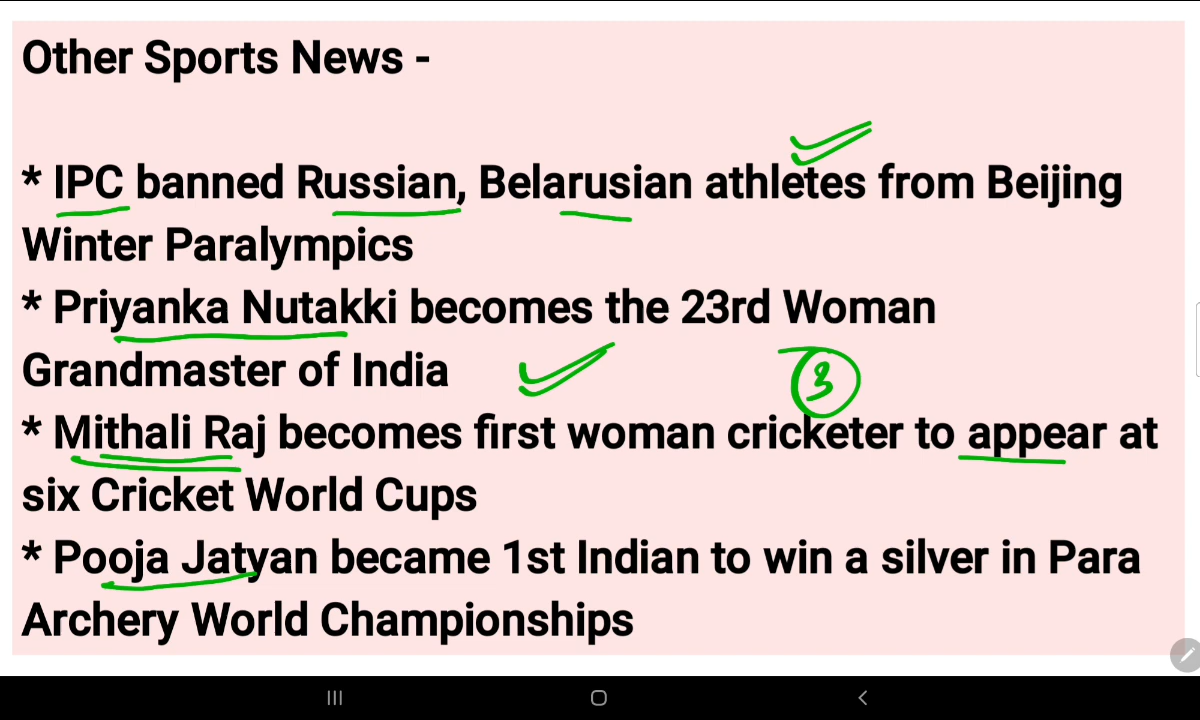 Other Sports News -
* IPC banned Russian, Belarusian athletes from Beijing
Winter Paralympics
* Priyanka Nutakki becomes the 23rd Woman
Grandmaster of India
3
* Mithali Raj becomes first woman cricketer to appear at
six Cricket World Cups
* Pooja Jatyan became 1st Indian to win a silver in Para
Archery World Championships